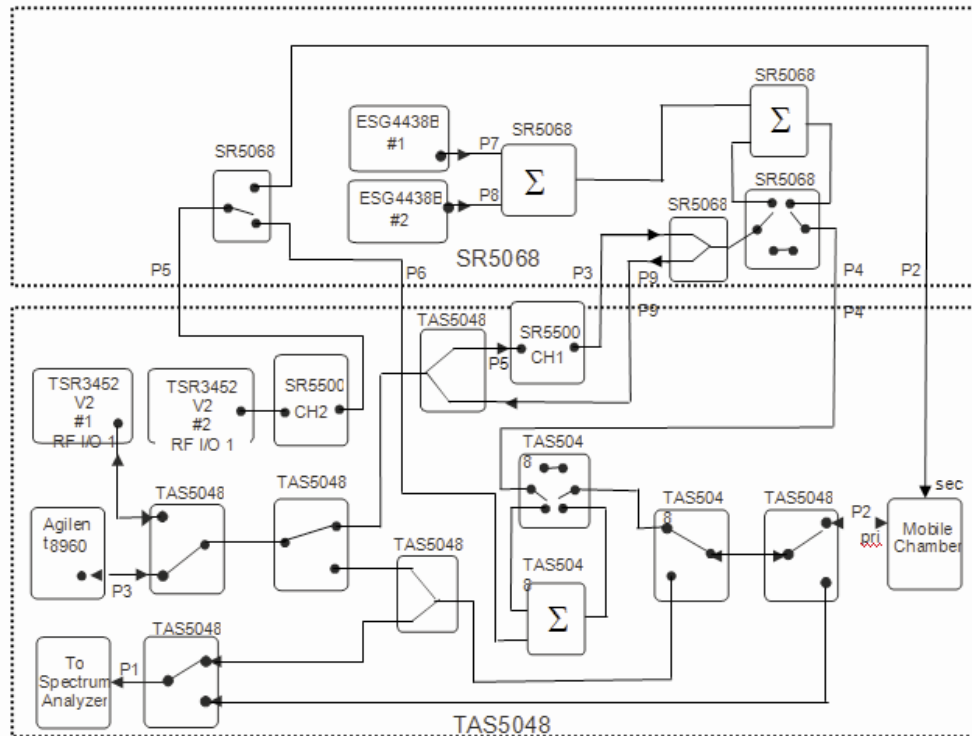 SR5068
ESG4438B
#1
P7
SR5068
Σ
SR5068
Σ
ESG4438B
#2
P8
SR5068
SR5068
SR5068
P5
P6
P3
P9
P4
P2
P9
P4
TAS5048
SR5500
CH1
P5
TSR3452
V2
#1
RF I/O 1
TSR3452
V2
#2
RF I/O 1
SR5500
CH2
TAS504
8
TAS5048
TAS5048
TAS504
8
TAS5048
sec
P2
pri
Mobile
Chamber
Agilen
t8960
P3
TAS5048
TAS504
8
Σ
TAS5048
To
Spectrum
Analyzer
P1
TAS5048